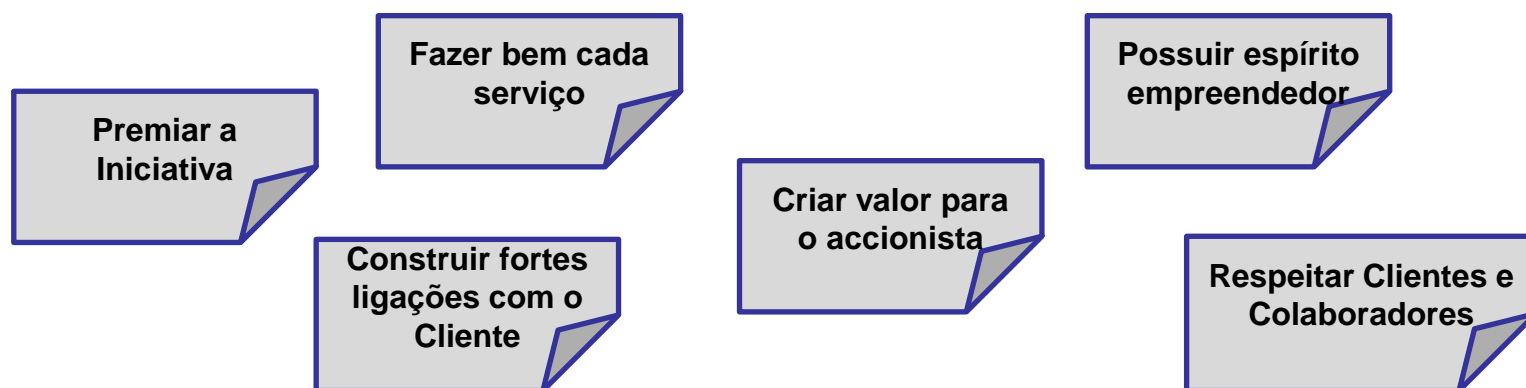 Premiar a
Iniciativa
Fazer bem cada
serviço
Construir fortes
ligações com o
Cliente
Criar valor para
o accionista
Possuir espírito
empreendedor
Respeitar Clientes e
Colaboradores